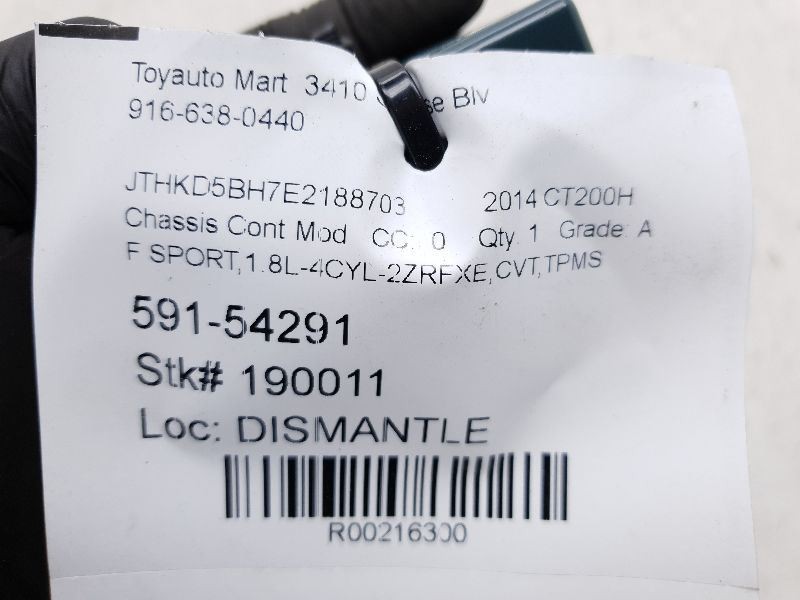 Toyauto Mart 3410 Blv
916-638-0440
JTHKD5BH7E2188703 2014 CT200H
Chassis Cont Mod CC: 0 Qty 1 Grade: A
F SPORT,1.8L-4CYL-2ZRFXE,CVT,TPMS
591-54291
Stk# 190011
Loc: DISMANTLE
R00216300